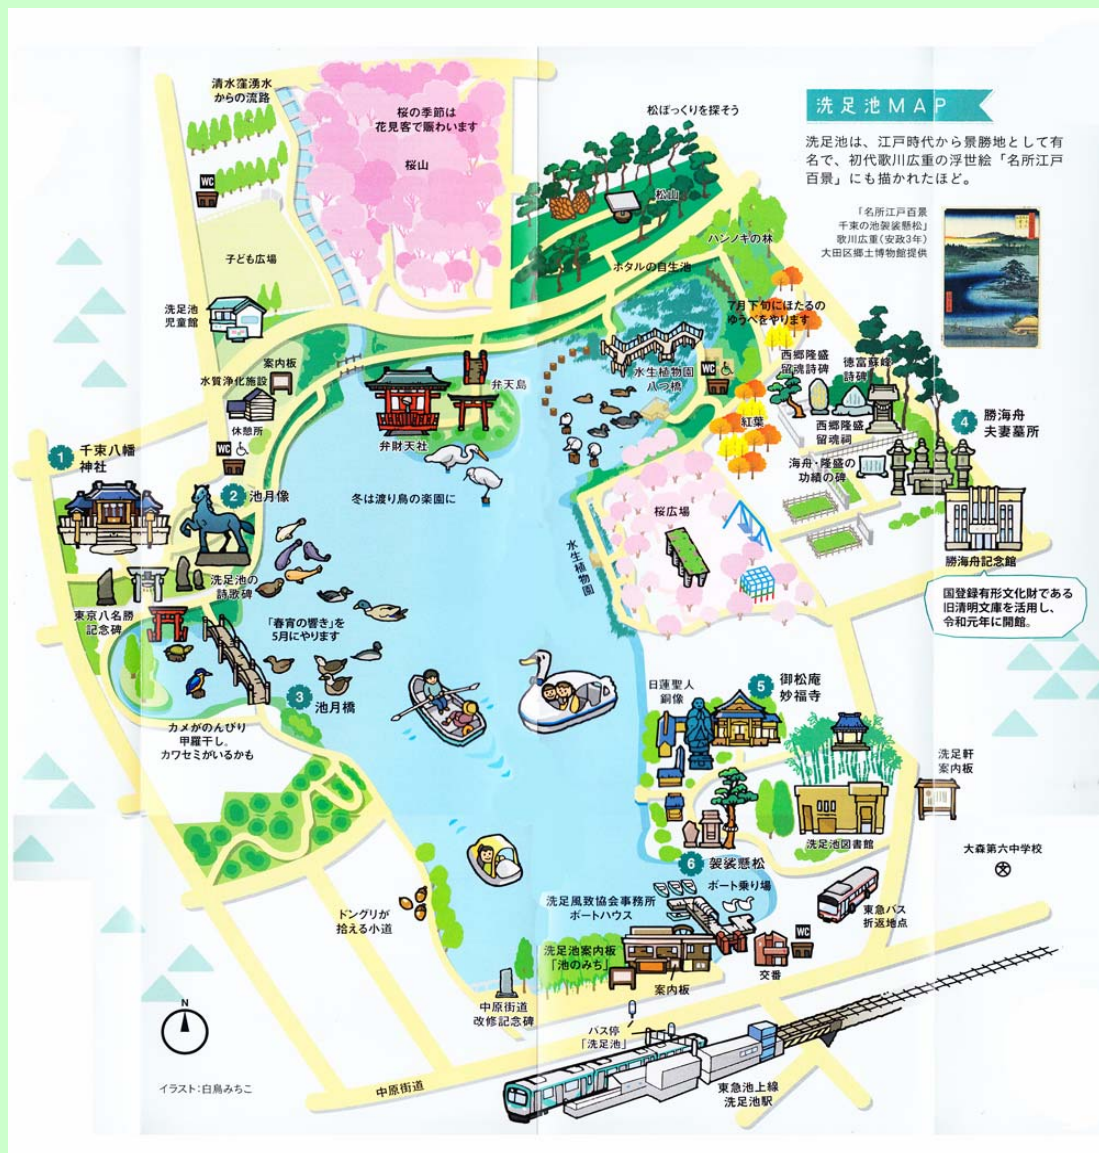 洗足池MAP
洗足池は、江戸時代から景勝地として有
名で、初代歌川広重の浮世絵「名所江戸
百景」にも描かれたほど。
「名所江戸百景
千束の池袈裟懸松」
歌川広重(安政3年)
大田区郷土博物館提供
清水窪湧水
からの流路
桜の季節は
花見客で賑わいます
桜山
松ぼっくりを探そう
松山
WC
子ども広場
ハンノキの林
ホタルの自生池
7月下旬にほたるの
ゆうべをやります
洗足池
児童館
案内板
水質浄化施設
休憩所
WC
弁天島
弁財天社
水生植物園
八つ橋
WC
西郷隆盛
留魂詩碑
徳富蘇峰
詩碑
西郷隆盛
留魂祠
紅葉
海舟・隆盛の
功績の碑
4 勝海舟
夫妻墓所
1 千束八幡
神社
2 池月像
冬は渡り鳥の楽園に
桜広場
水生植物園
勝海舟記念館
国登録有形文化財である
旧清明文庫を活用し、
令和元年に開館。
洗足池の
詩歌碑
東京八名勝
記念碑
「春宵の響き」を
5月にやります
3 池月橋
カメがのんびり
甲羅干し。
カワセミがいるかも
日蓮聖人
銅像
5 御松庵
妙福寺
洗足軒
案内板
洗足池図書館
6 袈裟懸松
大森第六中学校
ボート乗り場
洗足風致協会事務所
ボートハウス
東急バス
折返地点
ドングリが
拾える小道
洗足池案内板
「池のみち」
案内板
WC
交番
中原街道
改修記念碑
バス停
「洗足池」
N
イラスト:白鳥みちこ
中原街道
東急池上線
洗足池駅